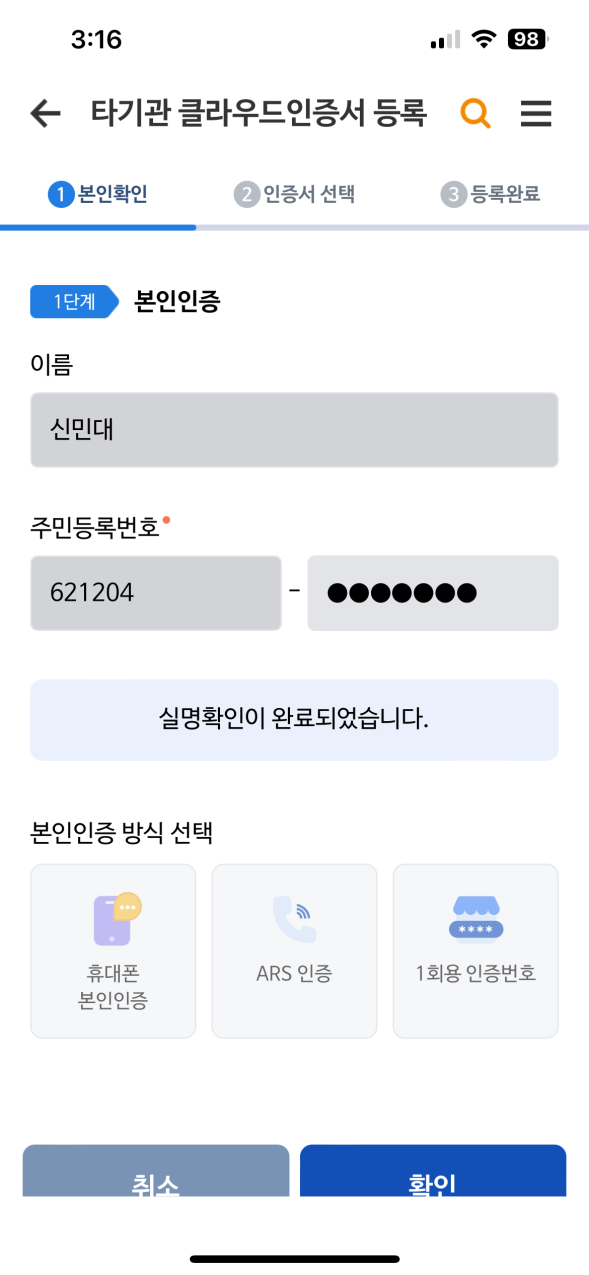 3:16
98
타기관 클라우드인증서 등록
1 본인확인
2 인증서 선택
3 등록완료
1단계 본인인증
이름
신민대
주민등록번호
621204 - ●●●●●●●
실명확인이 완료되었습니다.
본인인증 방식 선택
휴대폰
본인인증
ARS 인증
****
1회용 인증번호
취소
확인